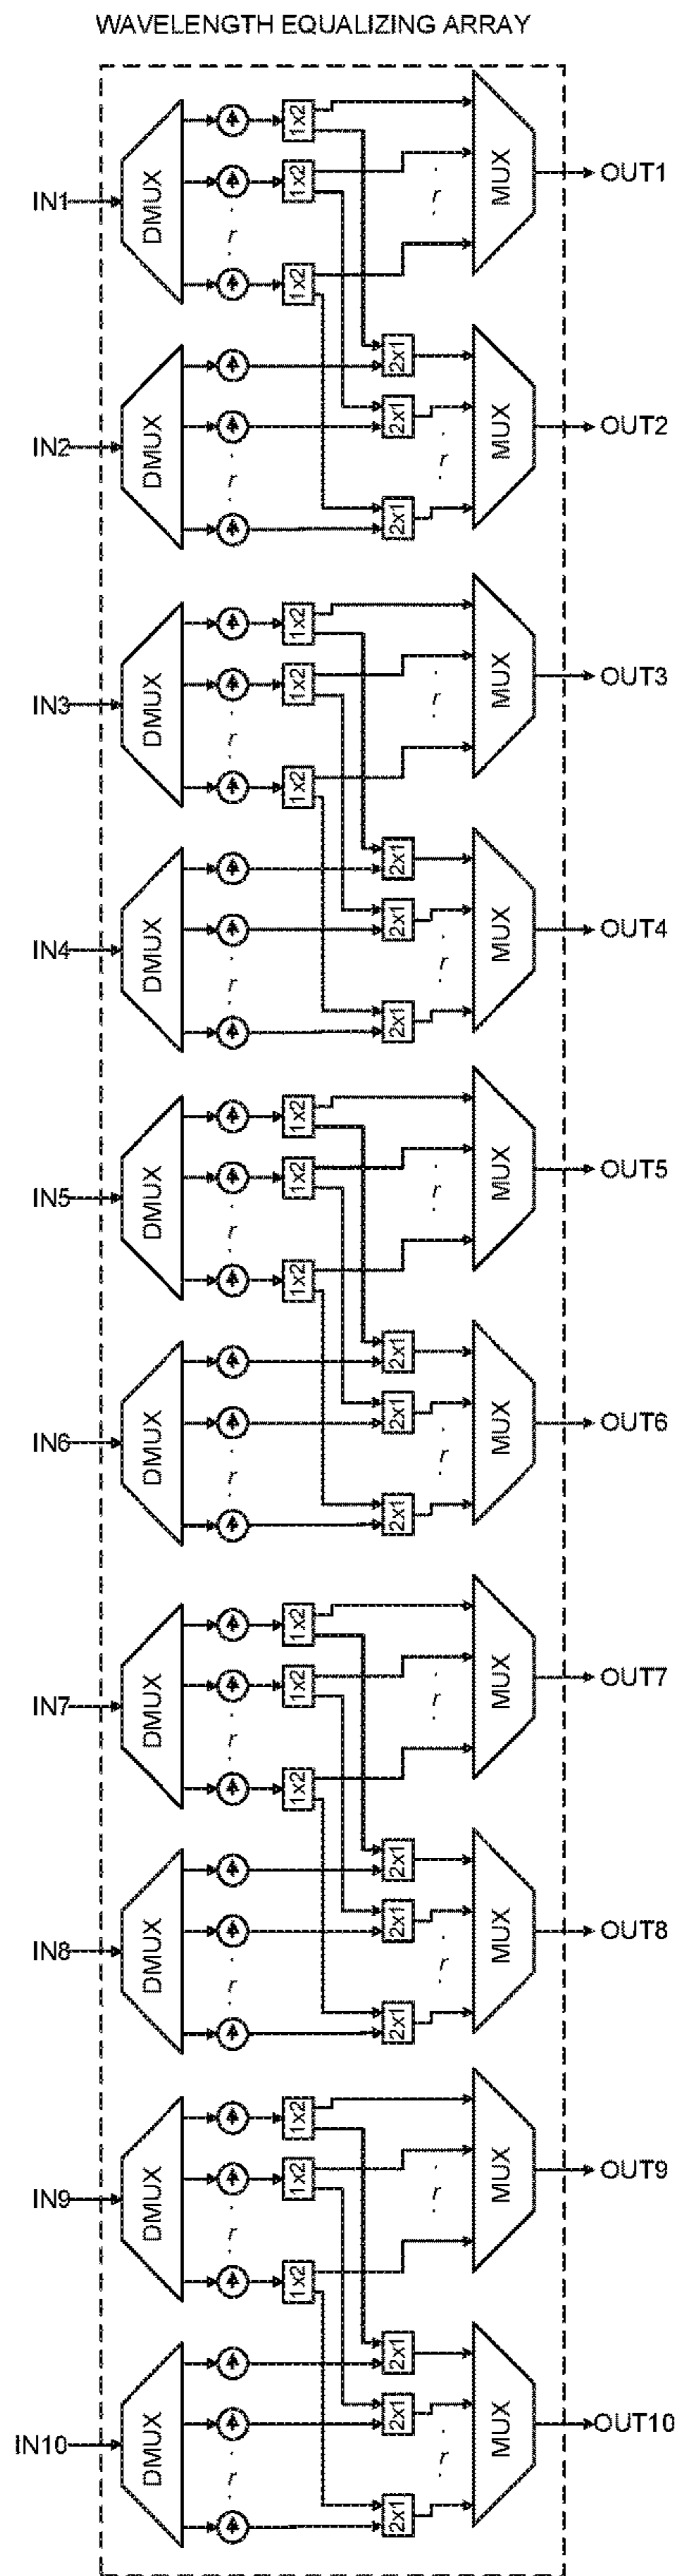 WAVELENGTH EQUALIZING ARRAY
IN1
DMUX
r
1x2
1x2
1x2
r
MUX
OUT1
IN2
DMUX
r
2x1
2x1
2x1
r
MUX
OUT2
IN3
DMUX
r
1x2
1x2
1x2
r
MUX
OUT3
IN4
DMUX
r
2x1
2x1
2x1
r
MUX
OUT4
IN5
DMUX
r
1x2
1x2
1x2
r
MUX
OUT5
IN6
DMUX
r
2x1
2x1
2x1
r
MUX
OUT6
IN7
DMUX
r
1x2
1x2
1x2
r
MUX
OUT7
IN8
DMUX
r
2x1
2x1
2x1
r
MUX
OUT8
IN9
DMUX
r
1x2
1x2
1x2
r
MUX
OUT9
IN10
DMUX
r
2x1
2x1
2x1
r
MUX
OUT10